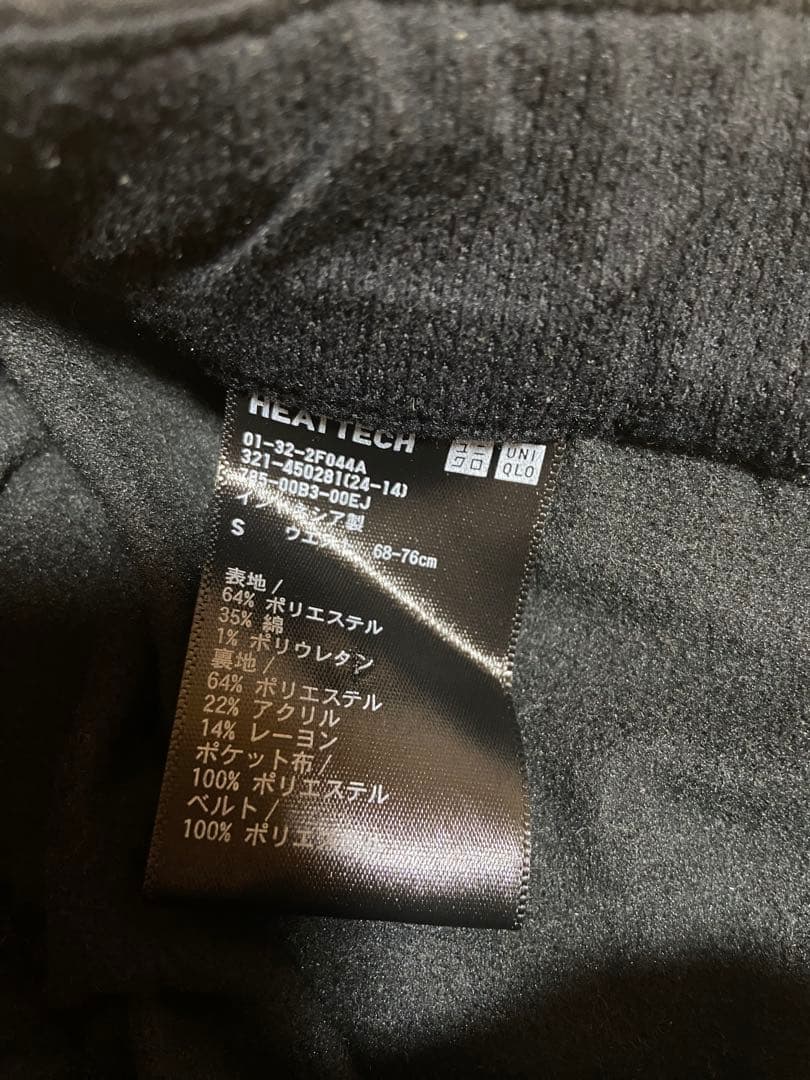 HEATTECH
ユニ
クロ
UNI
QLO
01-32-2F044A
321-450281(24-14)
785-00B3-00EJ
S 68-76cm
表地/
64% ポリエステル
35% 綿
1% ポリウレタン
裏地/
64% ポリエステル
22% アクリル
14% レーヨン
ポケット布/
100% ポリエステル
ベルト/
100%